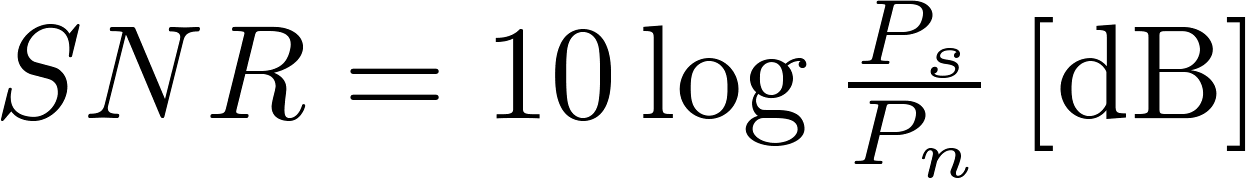 SNR = 10 log P_s/P_n [dB]